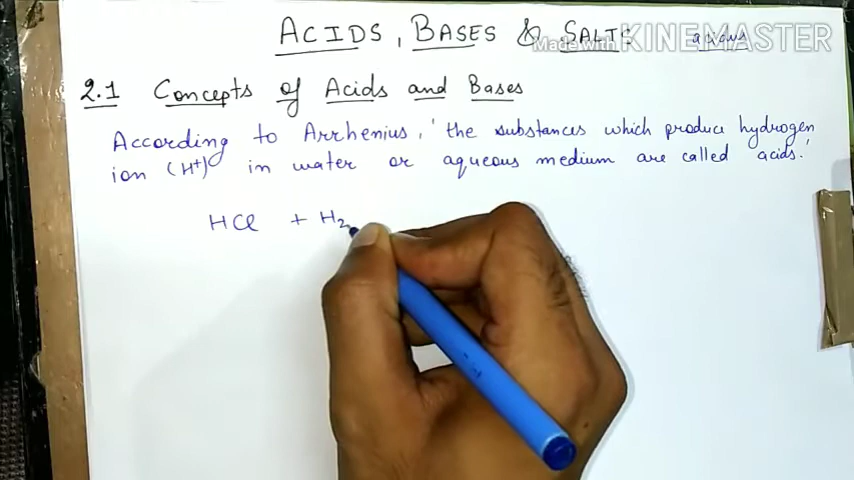 ACIDS, BASES & SALTS
Made with KINEMASTER
2.1 Concepts of Acids and Bases
According to Arrhenius, 'the substances which produce hydrogen
ion (H+) in water or aqueous medium are called acids.'
HCl + H2